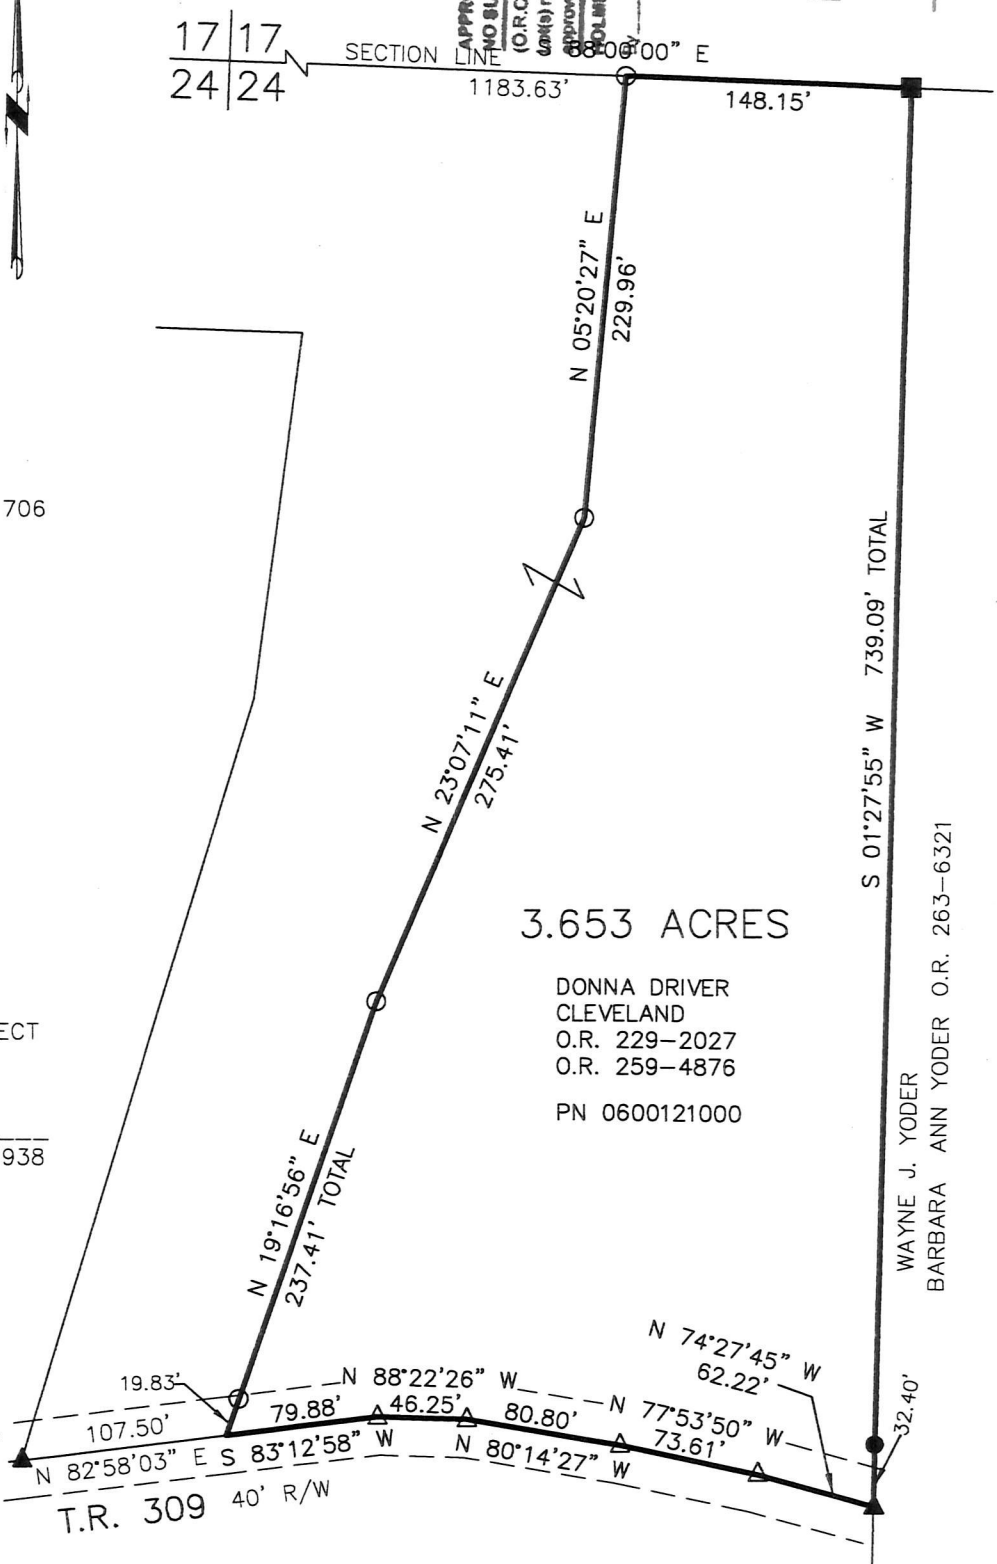 17 17
24 24
SECTION LINE
S 88°00'00" E
1183.63'
148.15'
APPR
NO SU
(O.R.C
approv
N 05°20'27" E
229.96'
706
N 23°07'11" E
275.41'
S 01°27'55" W 739.09' TOTAL
3.653 ACRES
DONNA DRIVER
CLEVELAND
O.R. 229-2027
O.R. 259-4876
PN 0600121000
ECT
938
WAYNE J. YODER
BARBARA ANN YODER O.R. 263-6321
N 19°16'56" E
237.41' TOTAL
N 74°27'45" W
62.22'
19.83'
N 88°22'26" W
107.50'
79.88'
46.25'
80.80'
N 77°53'50" W
73.61'
32.40'
N 82°58'03" E
S 83°12'58" W
N 80°14'27" W
T.R. 309 40' R/W